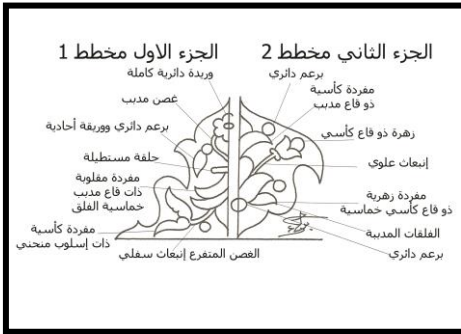 الجزء الثاني مخطط 2
الجزء الاول مخطط 1
برعم دائري
مفردة كأسية
ذو قاع مدبب
زهرة ذو قاع كأسي
إنبعاث علوي
مفردة زهرية
ذو قاع كأسي خماسية
الفلقات المدببة
برعم دائري
وريدة دائرية كاملة
غصن مدبب
برعم دائري ووريقة أحادية
حلقة مستطيلة
مفردة مقلوبة
ذات قاع مدبب
خماسية الفلق
مفردة كأسية
ذات إسلوب منحني
الغصن المتفرع إنبعاث سفلي